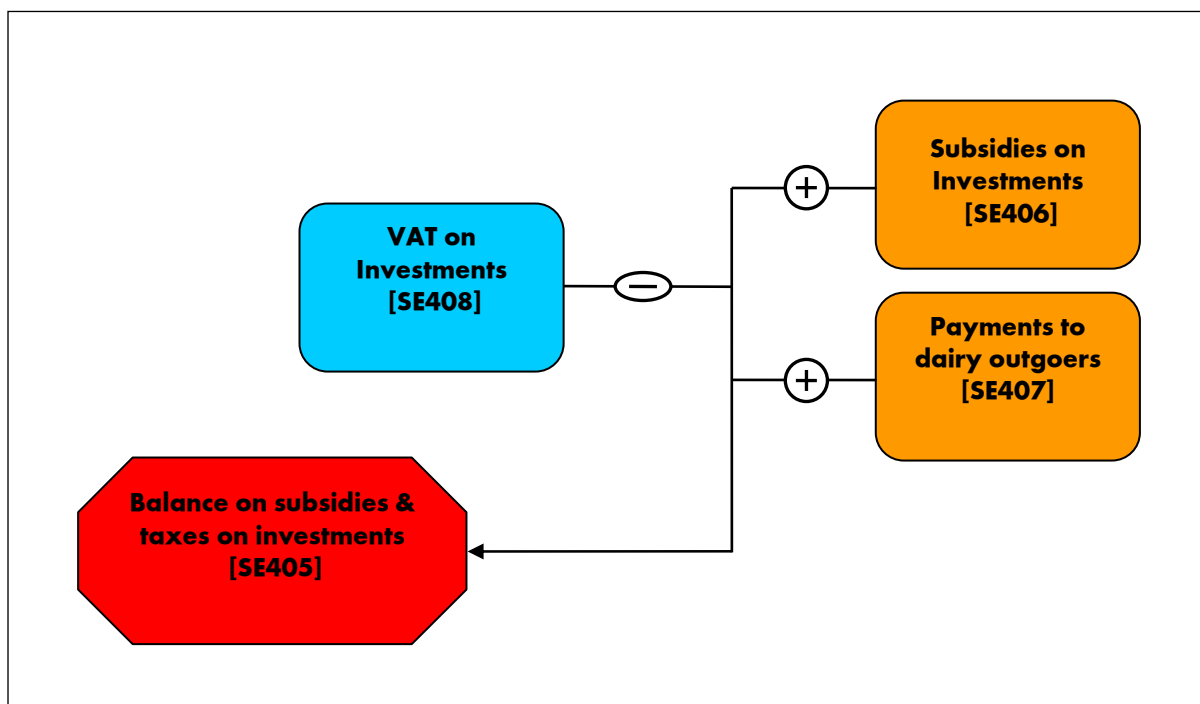 Subsidies on
Investments
[SE406]
+
VAT on
Investments
[SE408]
−
Payments to
dairy outgoers
[SE407]
+
Balance on subsidies &
taxes on investments
[SE405]